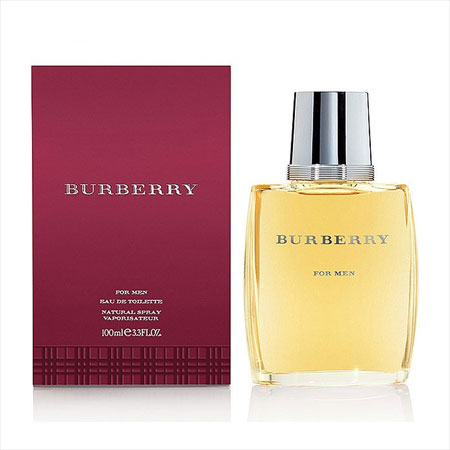 BURBERRY
FOR MEN
EAU DE TOILETTE
NATURAL SPRAY
VAPORISATEUR
100ml℮3.3FL.OZ.
BURBERRY
FOR MEN